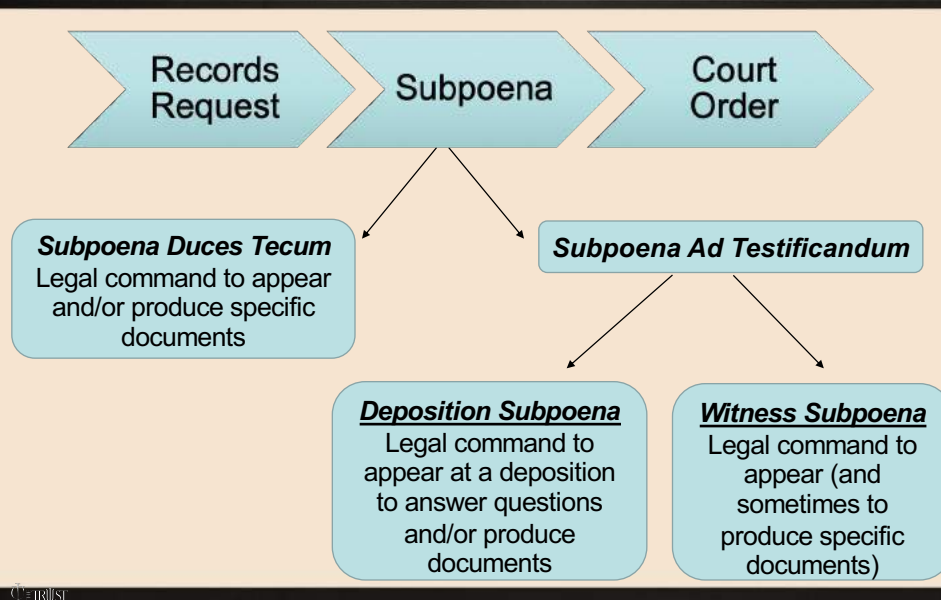 Records
Request
Subpoena
Court
Order
Subpoena Duces Tecum
Legal command to appear
and/or produce specific
documents
Subpoena Ad Testificandum
Deposition Subpoena
Legal command to
appear at a deposition
to answer questions
and/or produce
documents
Witness Subpoena
Legal command to
appear (and
sometimes to
produce specific
documents)
TRUST